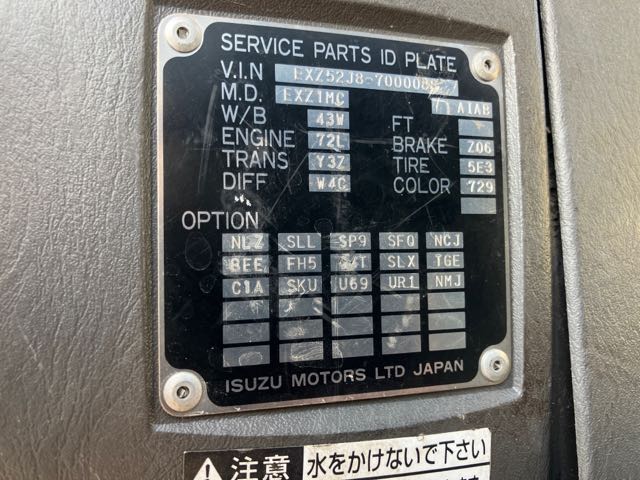 SERVICE PARTS ID PLATE
V.I.N
M.D. EXZ1MC A1AB
W/B 43W FT
ENGINE 72L BRAKE Z06
TRANS Y3Z TIRE 5E3
DIFF W4C COLOR 729
OPTION
NLZ SLL SP9 SFQ NCJ
BEE FH5 SLX TGE
C1A SKU U69 UR1 NMJ
ISUZU MOTORS LTD JAPAN
注意 水をかけないで下さい